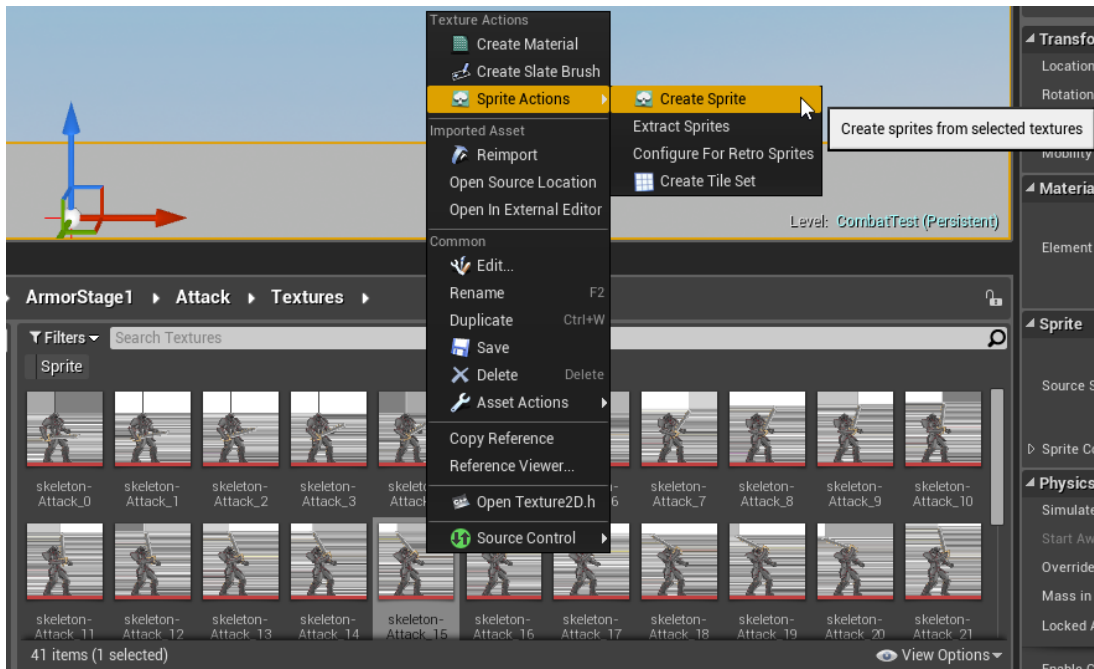 Texture Actions
Create Material
Create Slate Brush
Sprite Actions
Create Sprite
Extract Sprites
Configure For Retro Sprites
Create Tile Set
Create sprites from selected textures
Imported Asset
Reimport
Open Source Location
Open In External Editor
Common
Edit...
Rename F2
Duplicate Ctrl+W
Save
Delete Delete
Asset Actions
Copy Reference
Reference Viewer...
Open Texture2D.h
Source Control
Level: CombatTest (Persistent)
ArmorStage1 Attack Textures
Filters Search Textures
Sprite
skeleton-Attack_0
skeleton-Attack_1
skeleton-Attack_2
skeleton-Attack_3
skelet
Attack
6
skeleton-Attack_7
skeleton-Attack_8
skeleton-Attack_9
skeleton-Attack_10
skeleton-Attack_11
skeleton-Attack_12
skeleton-Attack_13
skeleton-Attack_14
skeleton-Attack_15
skeleton-Attack_16
skeleton-Attack_17
skeleton-Attack_18
skeleton-Attack_19
skeleton-Attack_20
skeleton-Attack_21
41 items (1 selected)
View Options
Transfo
Location
Rotation
Mobility
Materia
Element
Sprite
Source S
Sprite Co
Physics
Simulate
Start Aw
Override
Mass in
Locked A